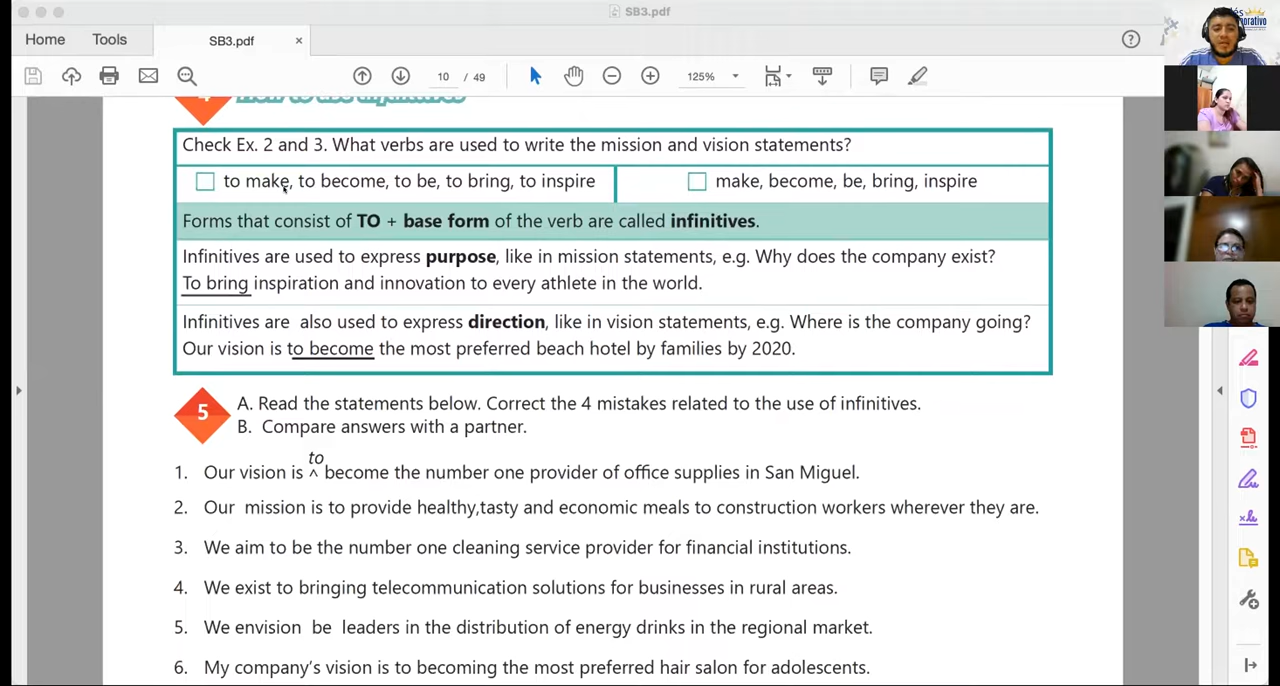 SB3.pdf
Home Tools SB3.pdf ×
10 / 49 125%
How to use infinitives
Check Ex. 2 and 3. What verbs are used to write the mission and vision statements?
to make, to become, to be, to bring, to inspire
make, become, be, bring, inspire
Forms that consist of TO + base form of the verb are called infinitives.
Infinitives are used to express purpose, like in mission statements, e.g. Why does the company exist?
To bring inspiration and innovation to every athlete in the world.
Infinitives are also used to express direction, like in vision statements, e.g. Where is the company going?
Our vision is to become the most preferred beach hotel by families by 2020.
5
A. Read the statements below. Correct the 4 mistakes related to the use of infinitives.
B. Compare answers with a partner.
to
1. Our vision is ^ become the number one provider of office supplies in San Miguel.
2. Our mission is to provide healthy,tasty and economic meals to construction workers wherever they are.
3. We aim to be the number one cleaning service provider for financial institutions.
4. We exist to bringing telecommunication solutions for businesses in rural areas.
5. We envision be leaders in the distribution of energy drinks in the regional market.
6. My company's vision is to becoming the most preferred hair salon for adolescents.